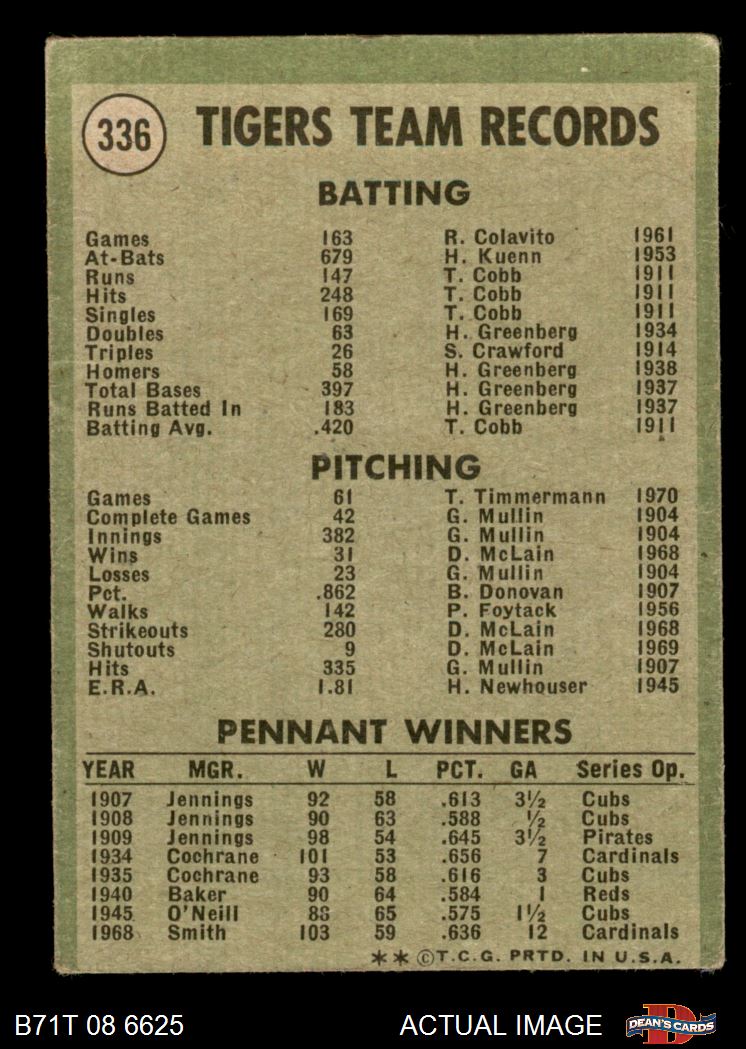 336 TIGERS TEAM RECORDS
BATTING
Games 163 R. Colavito 1961
At-Bats 679 H. Kuenn 1953
Runs 147 T. Cobb 1911
Hits 248 T. Cobb 1911
Singles 169 T. Cobb 1911
Doubles 63 H. Greenberg 1934
Triples 26 S. Crawford 1914
Homers 58 H. Greenberg 1938
Total Bases 397 H. Greenberg 1937
Runs Batted In 183 H. Greenberg 1937
Batting Avg. .420 T. Cobb 1911
PITCHING
Games 61 T. Timmermann 1970
Complete Games 42 G. Mullin 1904
Innings 382 G. Mullin 1904
Wins 31 D. McLain 1968
Losses 23 G. Mullin 1904
Pct. .862 B. Donovan 1907
Walks 142 P. Foytack 1956
Strikeouts 280 D. McLain 1968
Shutouts 9 D. McLain 1969
Hits 335 G. Mullin 1907
E.R.A. 1.81 H. Newhouser 1945
PENNANT WINNERS
YEAR MGR. W L PCT. GA Series Op.
1907 Jennings 92 58 .613 3½ Cubs
1908 Jennings 90 63 .588 ½ Cubs
1909 Jennings 98 54 .645 3½ Pirates
1934 Cochrane 101 53 .656 7 Cardinals
1935 Cochrane 93 58 .616 3 Cubs
1940 Baker 90 64 .584 1 Reds
1945 O'Neill 88 65 .575 1½ Cubs
1968 Smith 103 59 .636 12 Cardinals
** ©T.C.G. PRTD. IN U.S.A.
B71T 08 6625 ACTUAL IMAGE DEAN'S CARDS